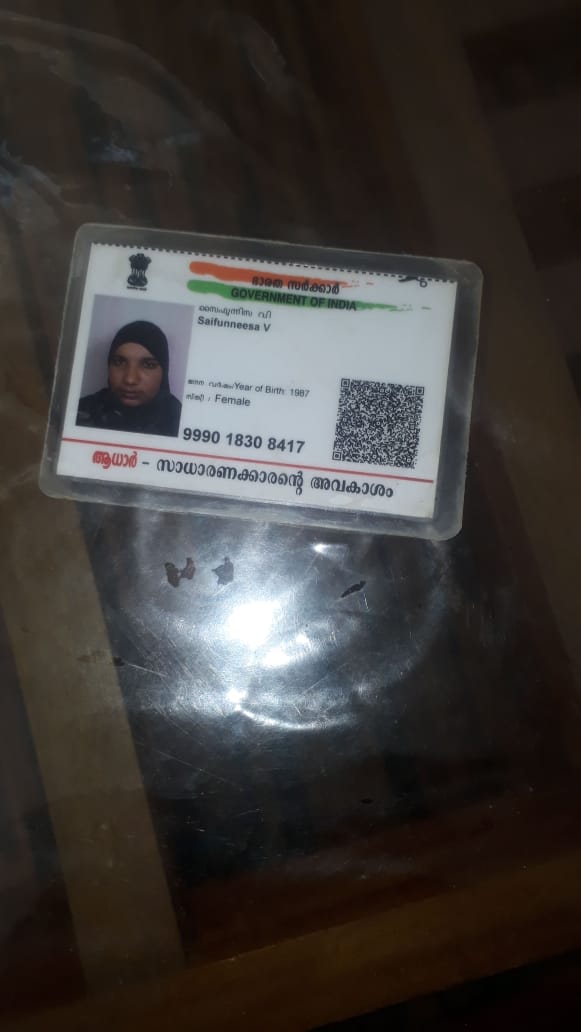 ഭാരത സർക്കാർ
GOVERNMENT OF INDIA
സൈഫുന്നിസ വി
Saifunneesa V
ജനന വർഷം/Year of Birth: 1987
സ്ത്രീ / Female
9990 1830 8417
ആധാർ - സാധാരണക്കാരന്റെ അവകാശം